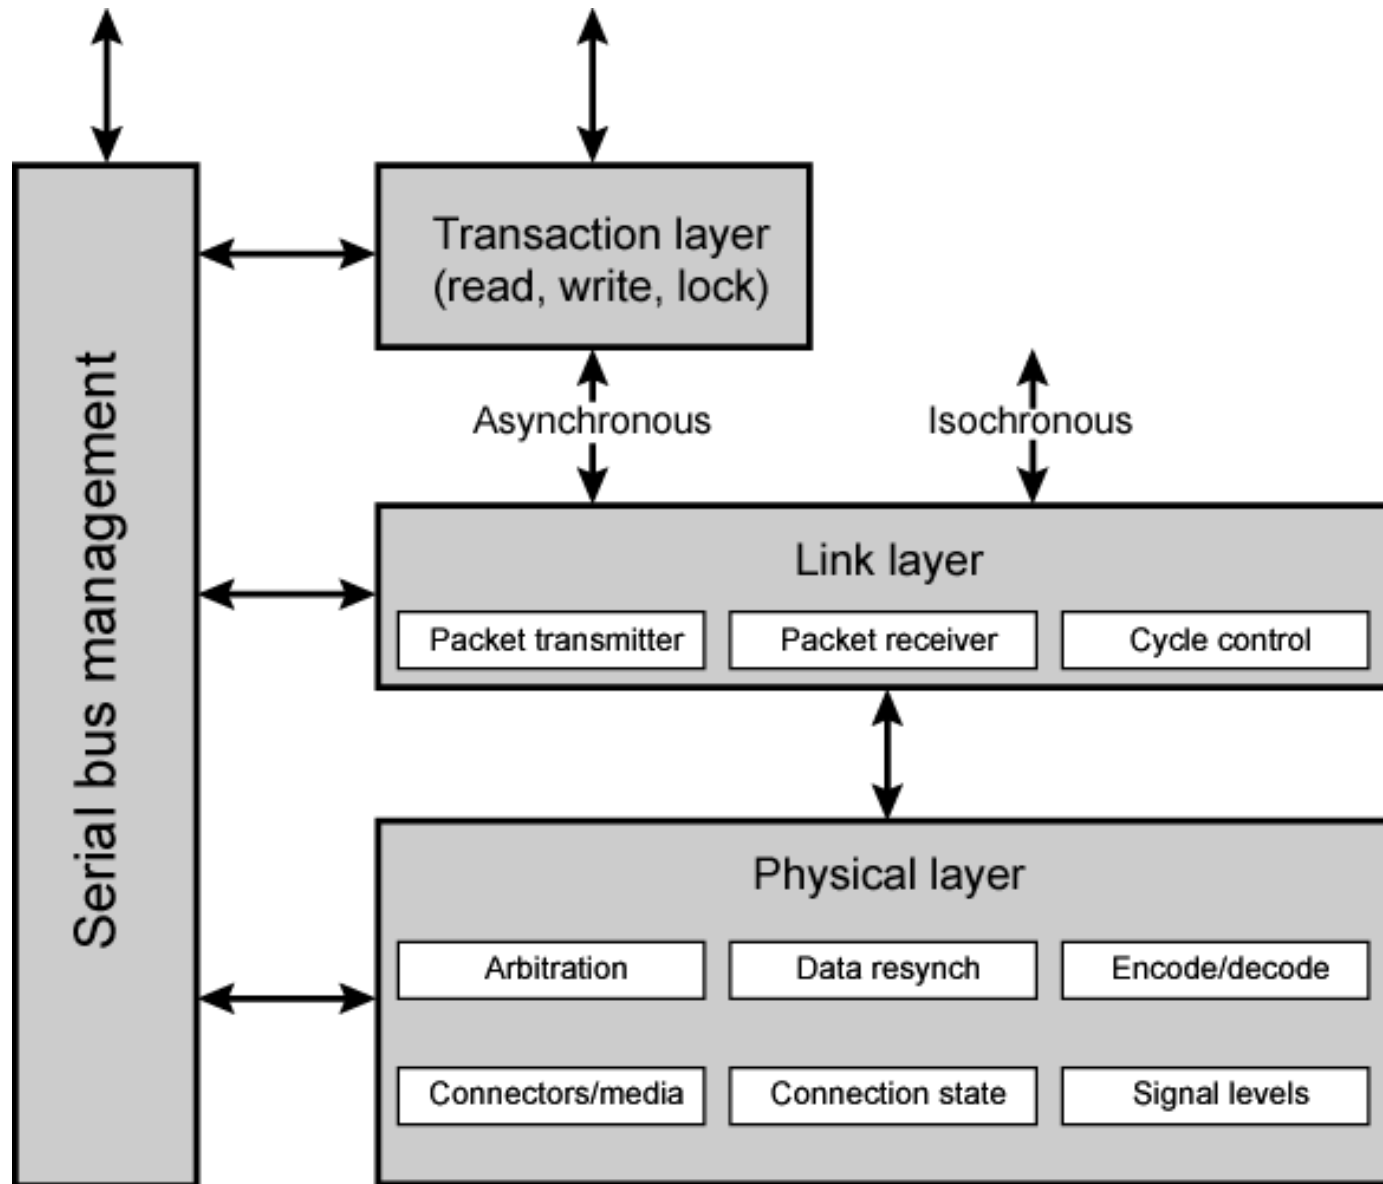 Serial bus management
Transaction layer
(read, write, lock)
Asynchronous
Isochronous
Link layer
Packet transmitter
Packet receiver
Cycle control
Physical layer
Arbitration
Data resynch
Encode/decode
Connectors/media
Connection state
Signal levels